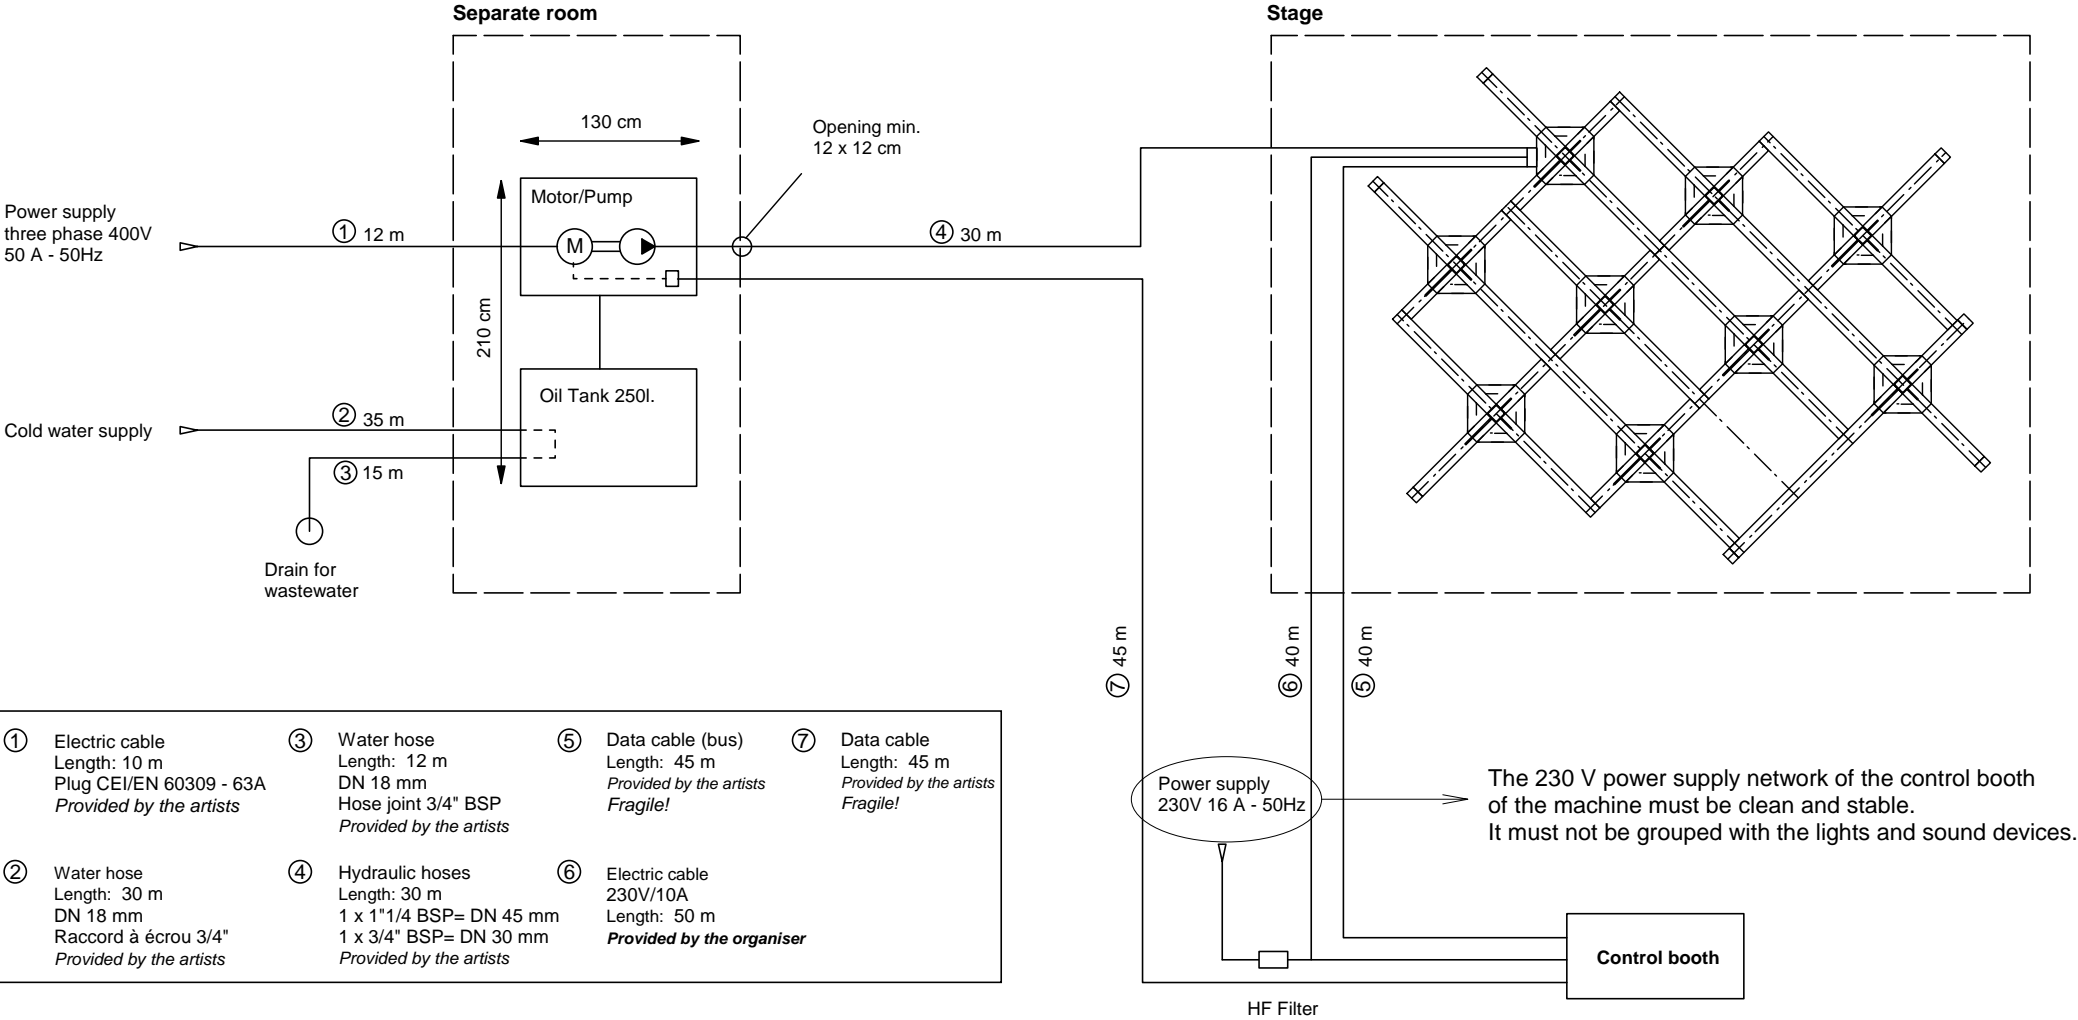 Separate room
Stage
130 cm
Opening min.
12 x 12 cm
Motor/Pump
Power supply
three phase 400V
50 A - 50Hz
1 12 m
M
4 30 m
210 cm
Oil Tank 250l.
2 35 m
Cold water supply
3 15 m
Drain for
wastewater
7 45 m
6 40 m
5 40 m
1 Electric cable
Length: 10 m
Plug CEI/EN 60309 - 63A
Provided by the artists
2 Water hose
Length: 30 m
DN 18 mm
Raccord à écrou 3/4"
Provided by the artists
3 Water hose
Length: 12 m
DN 18 mm
Hose joint 3/4" BSP
Provided by the artists
4 Hydraulic hoses
Length: 30 m
1 x 1"1/4 BSP= DN 45 mm
1 x 3/4" BSP= DN 30 mm
Provided by the artists
5 Data cable (bus)
Length: 45 m
Provided by the artists
Fragile!
6 Electric cable
230V/10A
Length: 50 m
Provided by the organiser
7 Data cable
Length: 45 m
Provided by the artists
Fragile!
Power supply
230V 16 A - 50Hz
The 230 V power supply network of the control booth
of the machine must be clean and stable.
It must not be grouped with the lights and sound devices.
Control booth
HF Filter